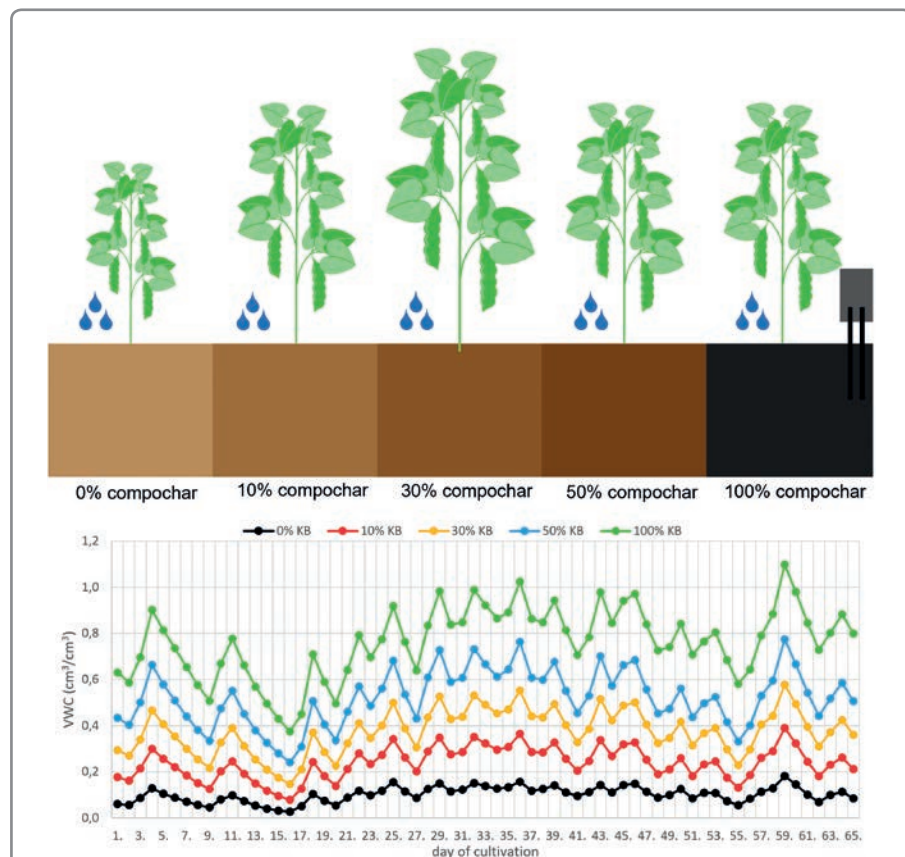 0% compochar 10% compochar 30% compochar 50% compochar 100% compochar
0% KB 10% KB 30% KB 50% KB 100% KB
VWC (cm³/cm³)
1,2
1,0
0,8
0,6
0,4
0,2
0,0
1. 3. 5. 7. 9. 11. 13. 15. 17. 19. 21. 23. 25. 27. 29. 31. 33. 35. 37. 39. 41. 43. 45. 47. 49. 51. 53. 55. 57. 59. 61. 63. 65.
day of cultivation